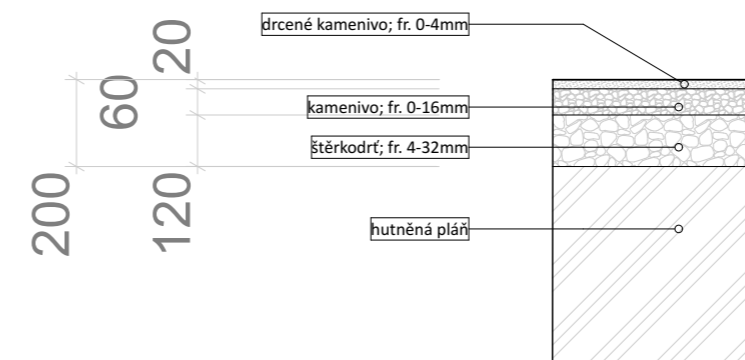 drcené kamenivo; fr. 0-4mm
20
60
kamenivo; fr. 0-16mm
štěrkodrť; fr. 4-32mm
200
120
hutněná pláň